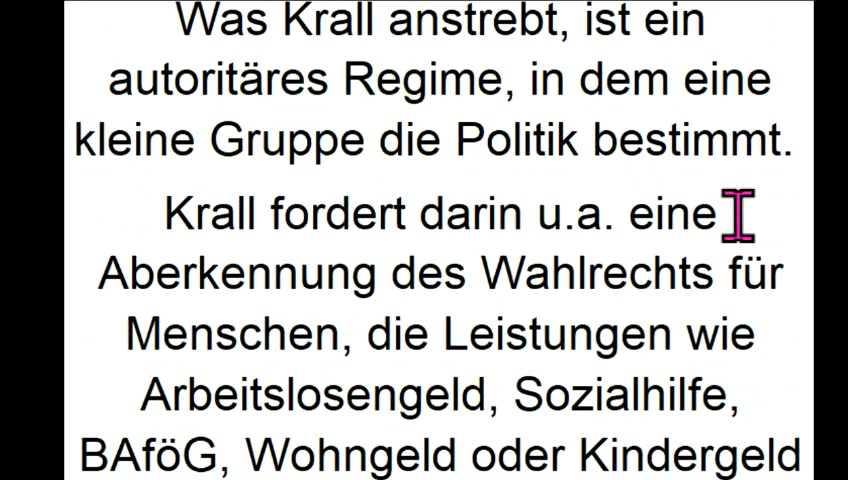 Was Krall anstrebt, ist ein
autoritäres Regime, in dem eine
kleine Gruppe die Politik bestimmt.
Krall fordert darin u.a. eine
Aberkennung des Wahlrechts für
Menschen, die Leistungen wie
Arbeitslosengeld, Sozialhilfe,
BAföG, Wohngeld oder Kindergeld